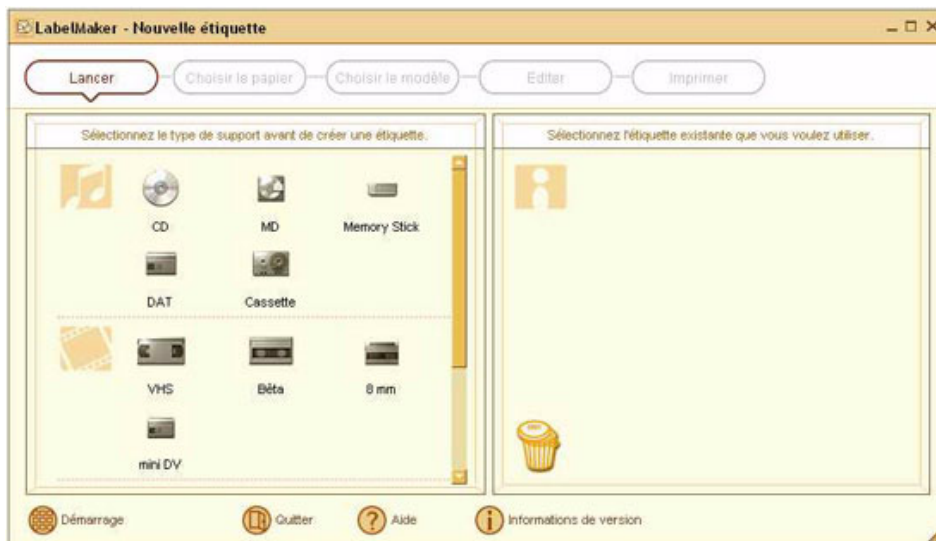 LabelMaker - Nouvelle étiquette
Lancer
Choisir le papier
Choisir le modèle
Editer
Imprimer
Sélectionnez le type de support avant de créer une étiquette.
CD
MD
Memory Stick
DAT
Cassette
VHS
Bêta
8 mm
mini DV
Sélectionnez l'étiquette existante que vous voulez utiliser.
Démarrage
Quitter
? Aide
i Informations de version